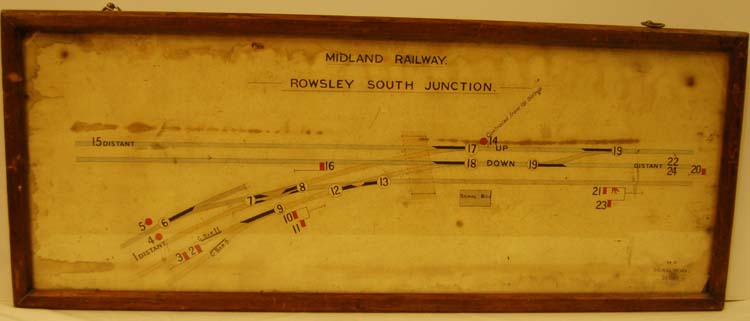 MIDLAND RAILWAY.
ROWSLEY SOUTH JUNCTION.
15 DISTANT
17 UP
14
19
16
18 DOWN
19
DISTANT
22
24
20
5
6
7
8
9
12
13
SIGNAL BOX
21
23
4
1 DISTANT
3
2
10
11